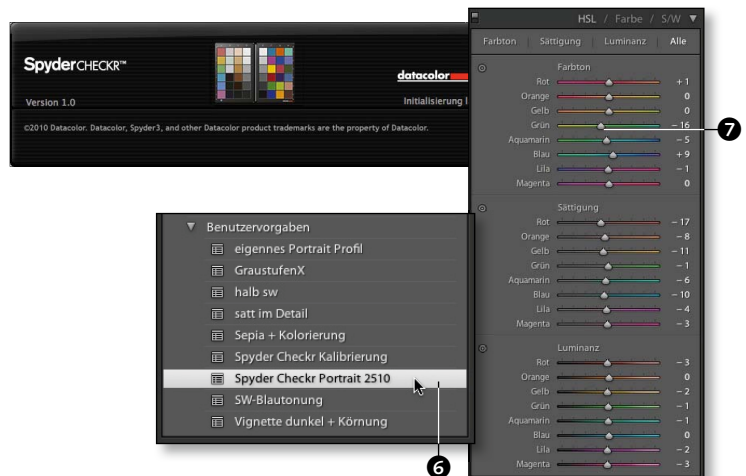 SpyderCHECKR™
datacolor
Version 1.0
Initialisierung l
©2010 Datacolor. Datacolor, Spyder3, and other Datacolor product trademarks are the property of Datacolor.
HSL / Farbe / S/W ▼
Farbton | Sättigung | Luminanz | Alle
Farbton
Rot + 1
Orange 0
Gelb 0
Grün − 16
Aquamarin − 5
Blau + 9
Lila − 1
Magenta 0
7
Sättigung
Rot − 17
Orange − 8
Gelb − 11
Grün − 1
Aquamarin − 6
Blau − 10
Lila − 4
Magenta − 3
Luminanz
Rot − 3
Orange 0
Gelb − 2
Grün − 1
Aquamarin − 1
Blau 0
Lila − 2
Magenta − 3
▼ Benutzervorgaben
eigennes Portrait Profil
GraustufenX
halb sw
satt im Detail
Sepia + Kolorierung
Spyder Checkr Kalibrierung
Spyder Checkr Portrait 2510
SW-Blautonung
Vignette dunkel + Körnung
6